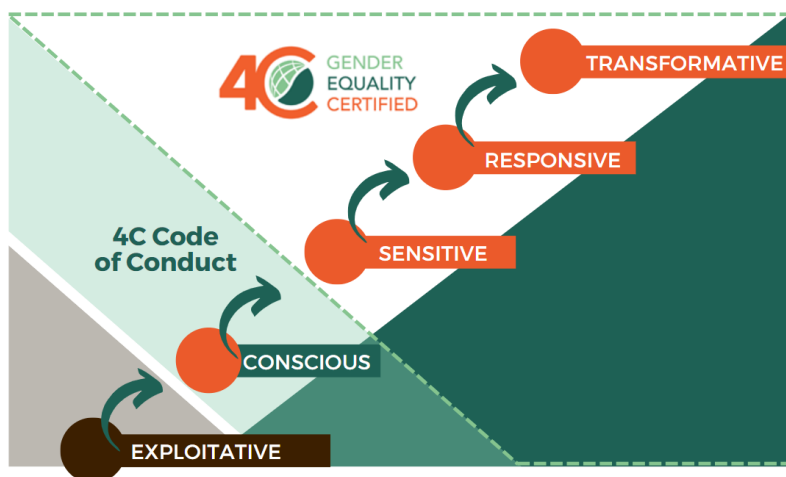 4C GENDER
EQUALITY
CERTIFIED
TRANSFORMATIVE
RESPONSIVE
4C Code
of Conduct
SENSITIVE
CONSCIOUS
EXPLOITATIVE